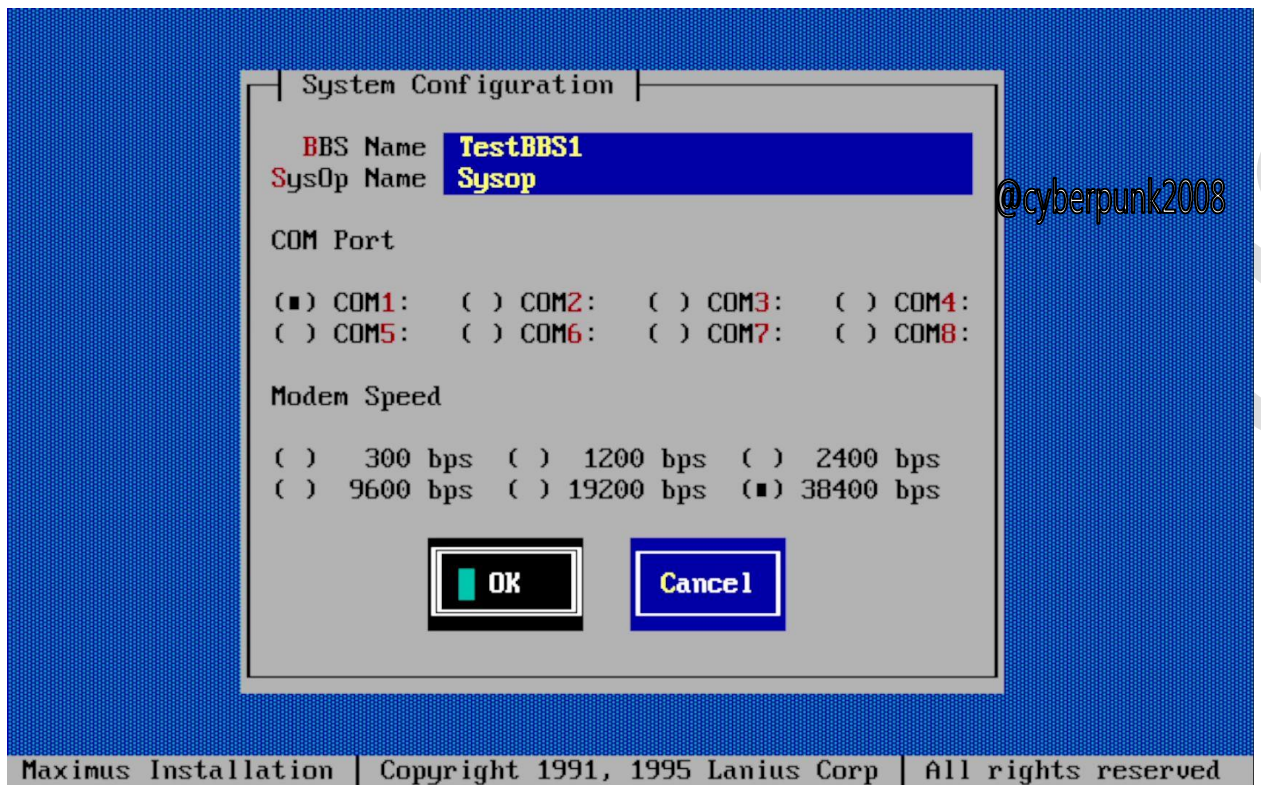 System Configuration
BBS Name TestBBS1
SysOp Name Sysop
@cyberpunk2008
COM Port
(■) COM1: ( ) COM2: ( ) COM3: ( ) COM4:
( ) COM5: ( ) COM6: ( ) COM7: ( ) COM8:
Modem Speed
( ) 300 bps ( ) 1200 bps ( ) 2400 bps
( ) 9600 bps ( ) 19200 bps (■) 38400 bps
OK Cancel
Maximus Installation | Copyright 1991, 1995 Lanius Corp | All rights reserved